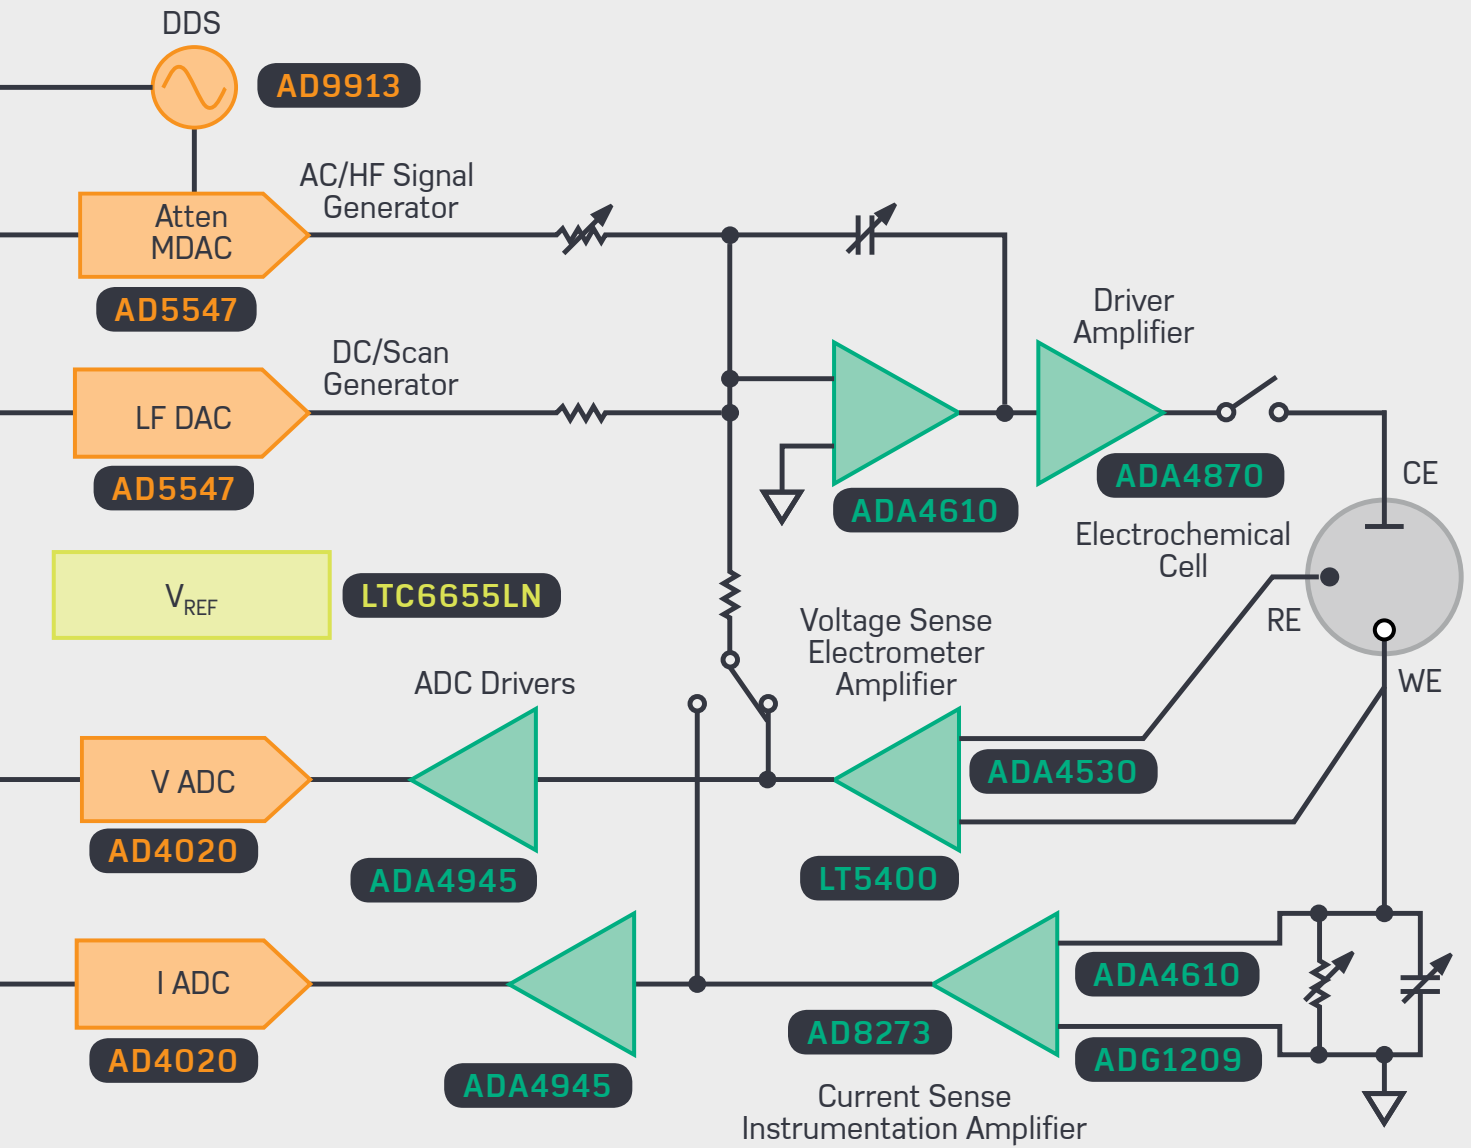 DDS
AD9913
AC/HF Signal
Generator
Atten
MDAC
AD5547
Driver
Amplifier
DC/Scan
Generator
LF DAC
AD5547
ADA4870
ADA4610
CE
Electrochemical
Cell
VREF
LTC6655LN
RE
Voltage Sense
Electrometer
Amplifier
WE
ADC Drivers
V ADC
ADA4530
AD4020
ADA4945
LT5400
I ADC
ADA4610
AD8273
AD4020
ADG1209
ADA4945
Current Sense
Instrumentation Amplifier